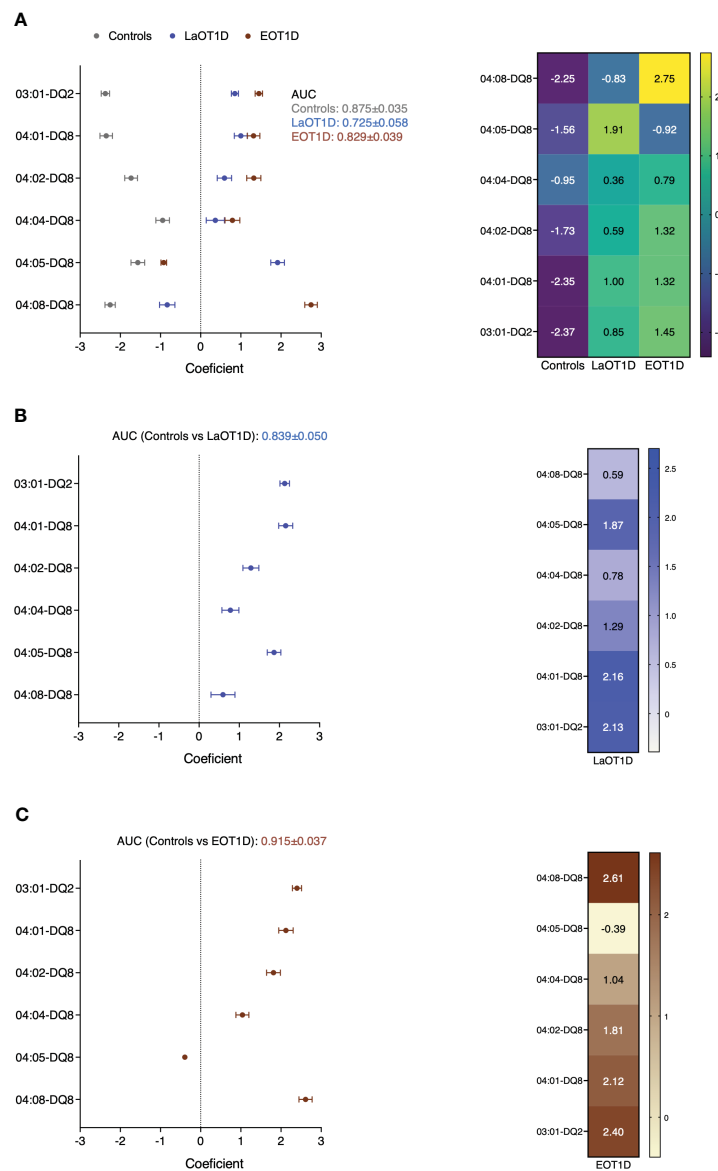 A
Controls LaOT1D EOT1D
AUC
Controls: 0.875±0.035
LaOT1D: 0.725±0.058
EOT1D: 0.829±0.039
03:01-DQ2
04:01-DQ8
04:02-DQ8
04:04-DQ8
04:05-DQ8
04:08-DQ8
-3 -2 -1 0 1 2 3
Coeficient
04:08-DQ8 -2.25 -0.83 2.75
04:05-DQ8 -1.56 1.91 -0.92
04:04-DQ8 -0.95 0.36 0.79
04:02-DQ8 -1.73 0.59 1.32
04:01-DQ8 -2.35 1.00 1.32
03:01-DQ2 -2.37 0.85 1.45
Controls LaOT1D EOT1D
2
1
0
B
AUC (Controls vs LaOT1D): 0.839±0.050
03:01-DQ2
04:01-DQ8
04:02-DQ8
04:04-DQ8
04:05-DQ8
04:08-DQ8
-3 -2 -1 0 1 2 3
Coeficient
04:08-DQ8 0.59
04:05-DQ8 1.87
04:04-DQ8 0.78
04:02-DQ8 1.29
04:01-DQ8 2.16
03:01-DQ2 2.13
LaOT1D
2.5
2.0
1.5
1.0
0.5
0
C
AUC (Controls vs EOT1D): 0.915±0.037
03:01-DQ2
04:01-DQ8
04:02-DQ8
04:04-DQ8
04:05-DQ8
04:08-DQ8
-3 -2 -1 0 1 2 3
Coeficient
04:08-DQ8 2.61
04:05-DQ8 -0.39
04:04-DQ8 1.04
04:02-DQ8 1.81
04:01-DQ8 2.12
03:01-DQ2 2.40
EOT1D
2
1
0